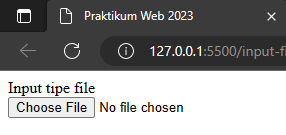 Praktikum Web 2023
127.0.0.1:5500/input-fi
Input tipe file
Choose File No file chosen